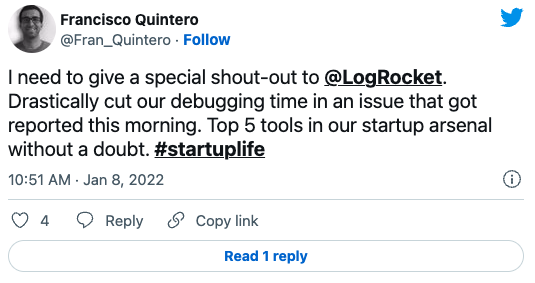 Francisco Quintero
@Fran_Quintero · Follow
I need to give a special shout-out to @LogRocket.
Drastically cut our debugging time in an issue that got
reported this morning. Top 5 tools in our startup arsenal
without a doubt. #startuplife
10:51 AM · Jan 8, 2022
4 Reply Copy link
Read 1 reply